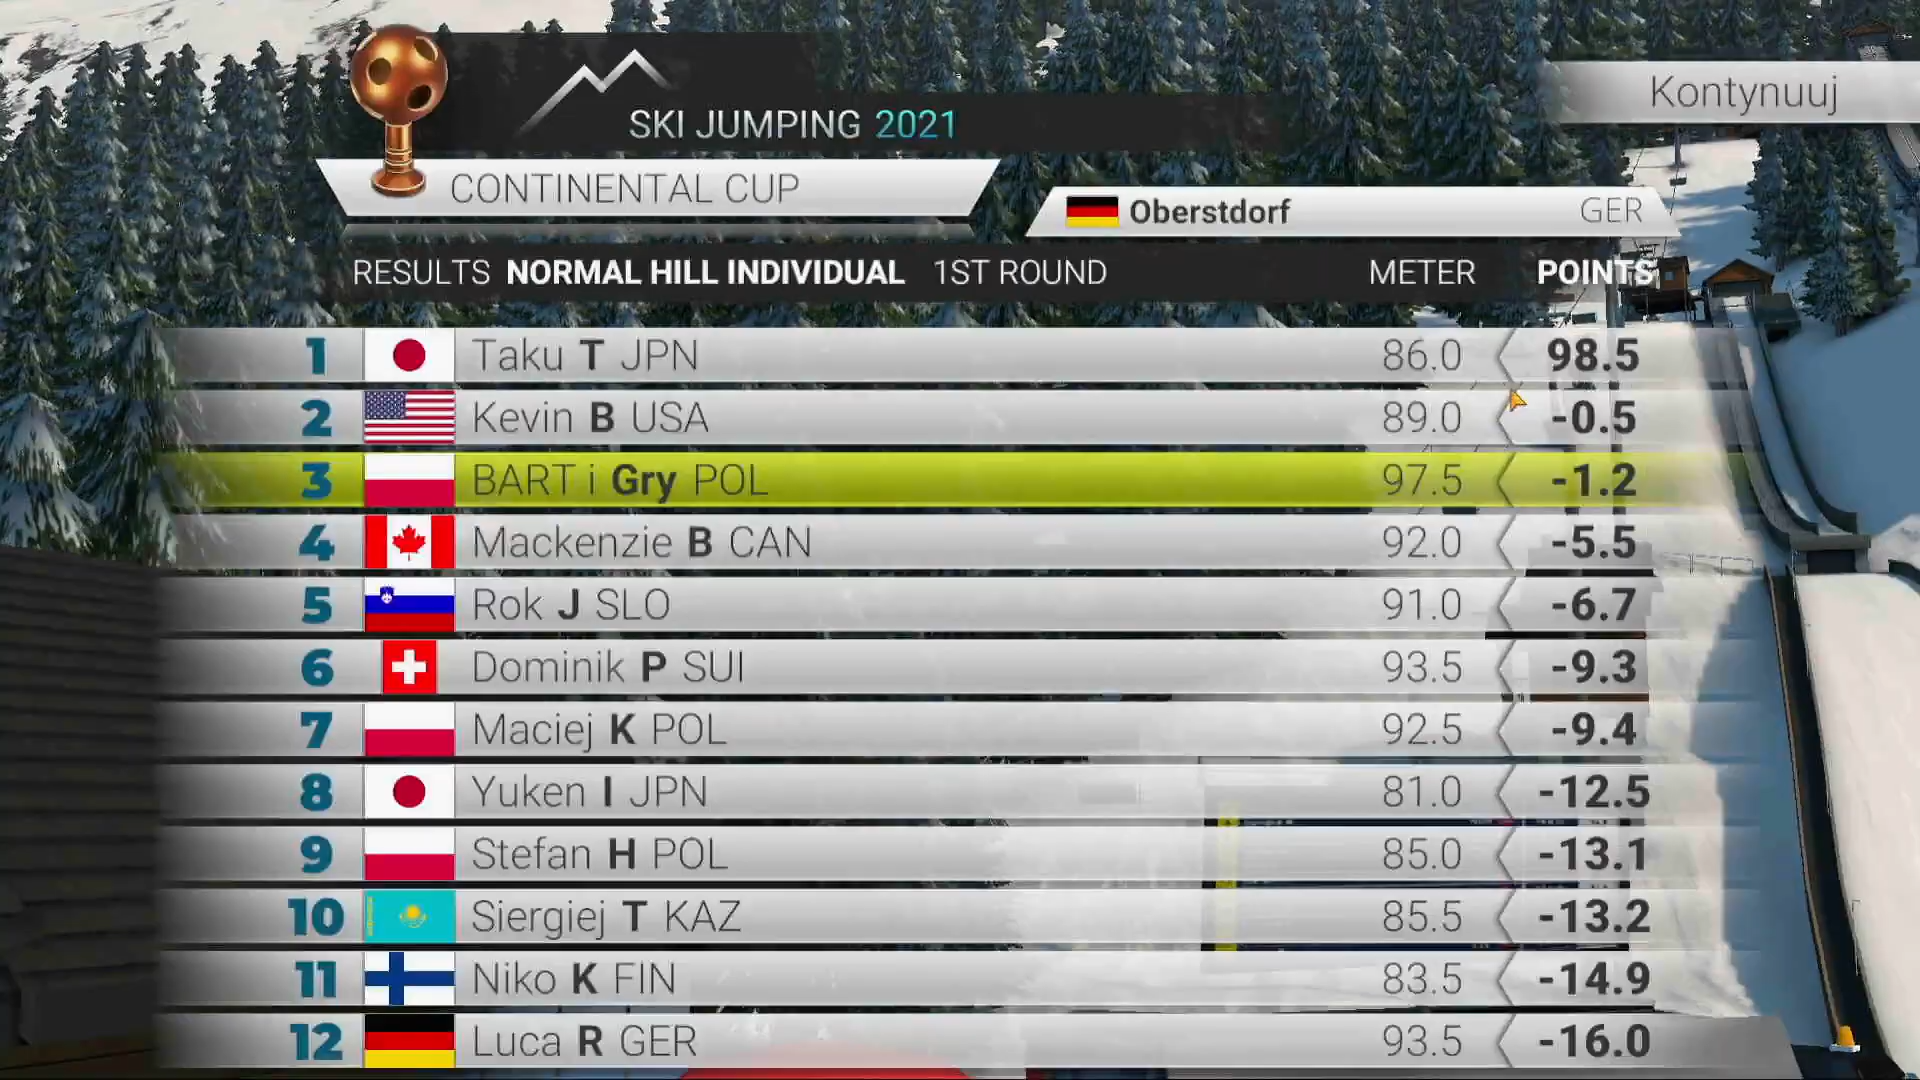 SKI JUMPING 2021
Kontynuuj
CONTINENTAL CUP
Oberstdorf GER
RESULTS NORMAL HILL INDIVIDUAL 1ST ROUND METER POINTS
1 Taku T JPN 86.0 98.5
2 Kevin B USA 89.0 -0.5
3 BART i Gry POL 97.5 -1.2
4 Mackenzie B CAN 92.0 -5.5
5 Rok J SLO 91.0 -6.7
6 Dominik P SUI 93.5 -9.3
7 Maciej K POL 92.5 -9.4
8 Yuken I JPN 81.0 -12.5
9 Stefan H POL 85.0 -13.1
10 Siergiej T KAZ 85.5 -13.2
11 Niko K FIN 83.5 -14.9
12 Luca R GER 93.5 -16.0